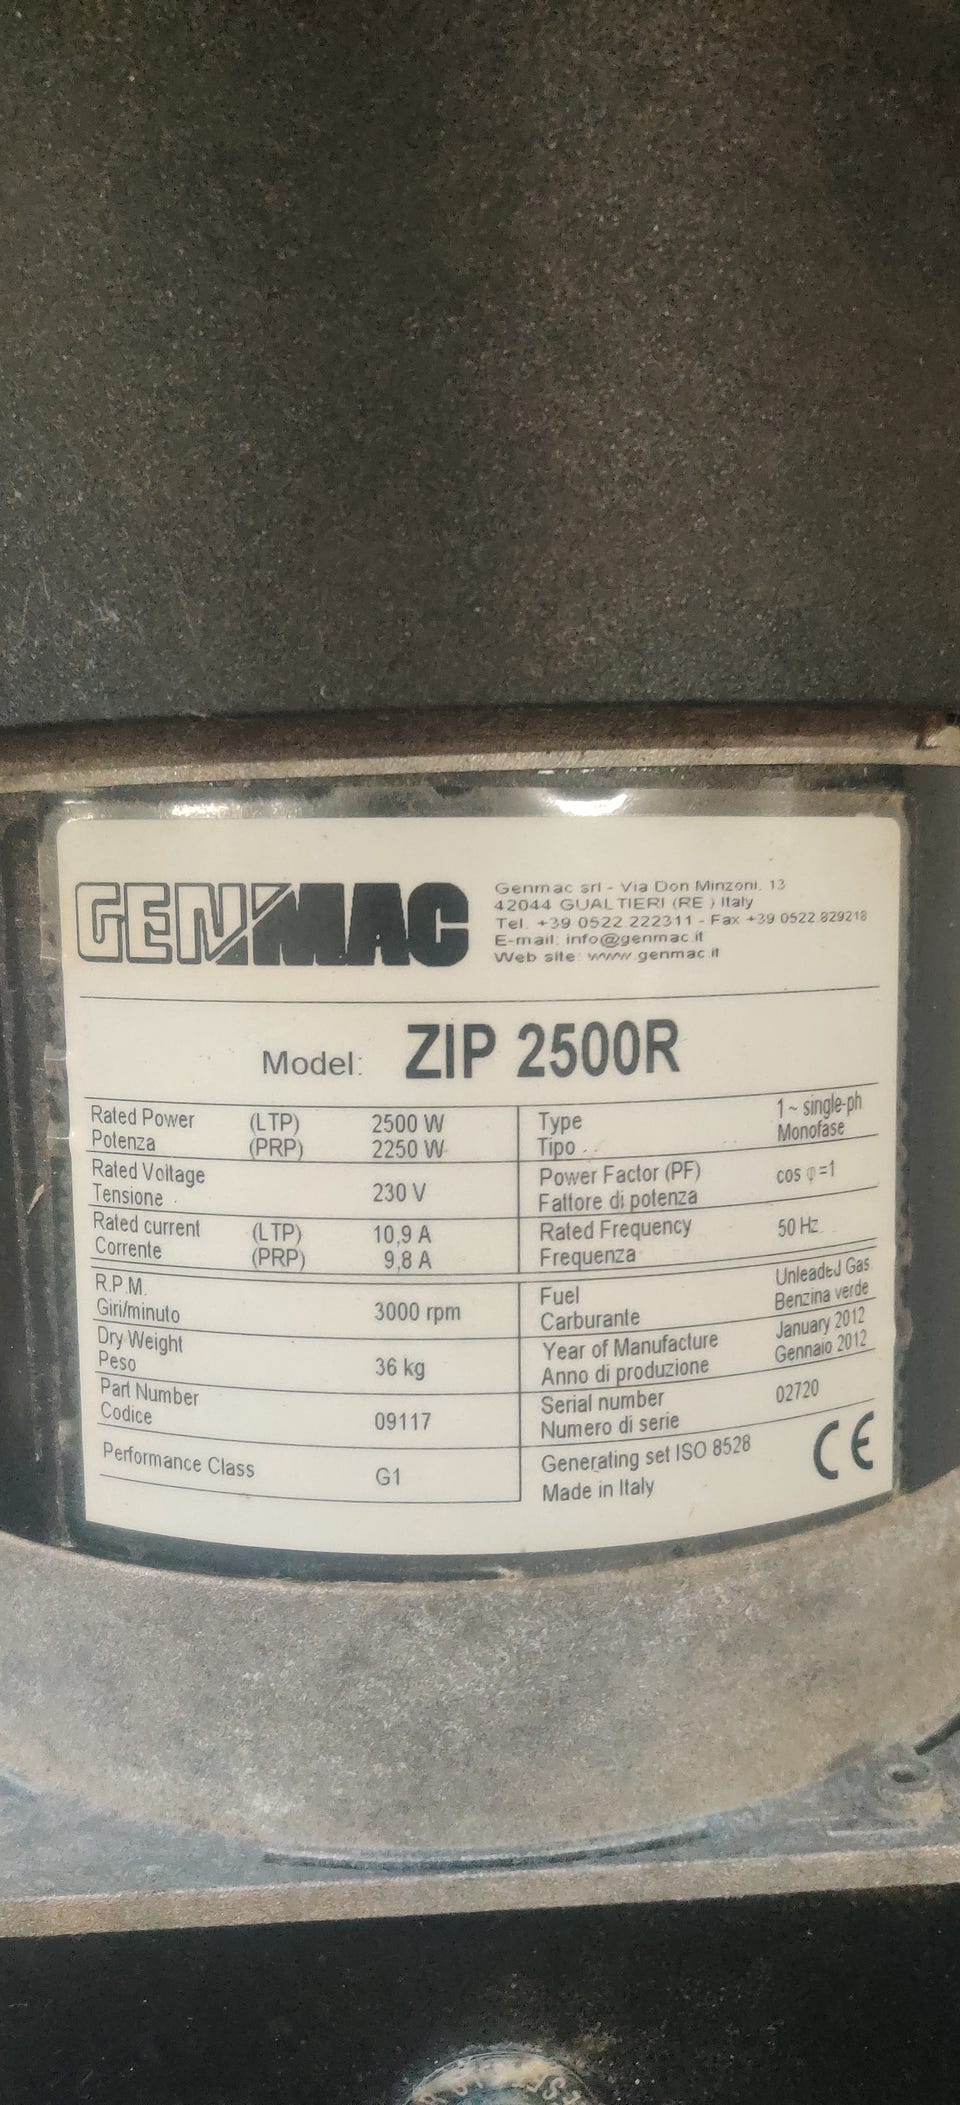 GENMAC
Genmac srl - Via Don Minzoni, 13
42044 GUALTIERI (RE ) Italy
Tel. +39 0522 222311 - Fax +39 0522 829218
E-mail: info@genmac.it
Web site: www.genmac.it
Model: ZIP 2500R
Rated Power (LTP) 2500 W
Potenza (PRP) 2250 W
Rated Voltage
Tensione 230 V
Rated current (LTP) 10,9 A
Corrente (PRP) 9,8 A
R.P.M.
Giri/minuto 3000 rpm
Dry Weight
Peso 36 kg
Part Number
Codice 09117
Performance Class G1
Type 1 ~ single-ph
Tipo Monofase
Power Factor (PF) cos φ =1
Fattore di potenza
Rated Frequency 50 Hz
Frequenza
Fuel Unleaded Gas
Carburante Benzina verde
Year of Manufacture January 2012
Anno di produzione Gennaio 2012
Serial number 02720
Numero di serie
Generating set ISO 8528
Made in Italy
CE